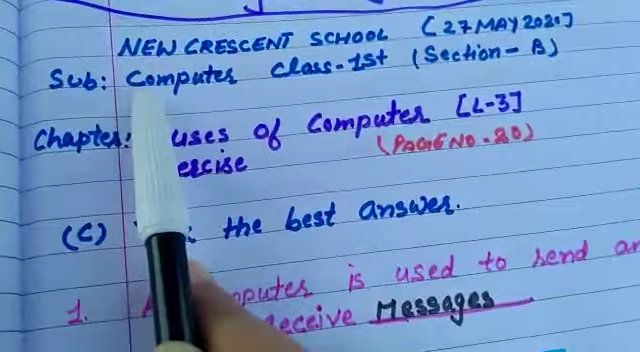 NEW CRESCENT SCHOOL (27 MAY 2020)
Sub: Computer Class-1st (Section-B)
Chapter: uses of Computer [L-3]
ercise (PAGE NO.20)
(C) the best answer.
1. A puter is used to send an
eceive Messages